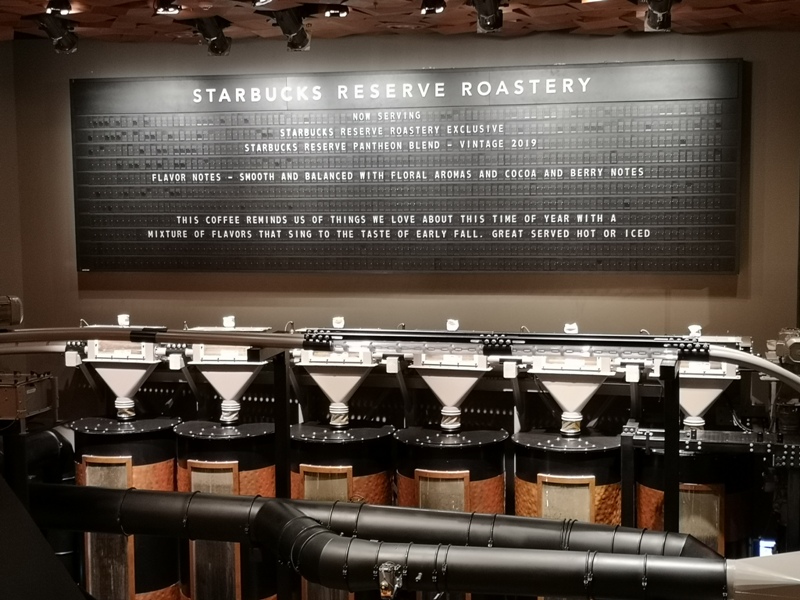 STARBUCKS RESERVE ROASTERY
NOW SERVING
STARBUCKS RESERVE ROASTERY EXCLUSIVE
STARBUCKS RESERVE PANTHEON BLEND - VINTAGE 2019
FLAVOR NOTES - SMOOTH AND BALANCED WITH FLORAL AROMAS AND COCOA AND BERRY NOTES
THIS COFFEE REMINDS US OF THINGS WE LOVE ABOUT THIS TIME OF YEAR WITH A
MIXTURE OF FLAVORS THAT SING TO THE TASTE OF EARLY FALL. GREAT SERVED HOT OR ICED